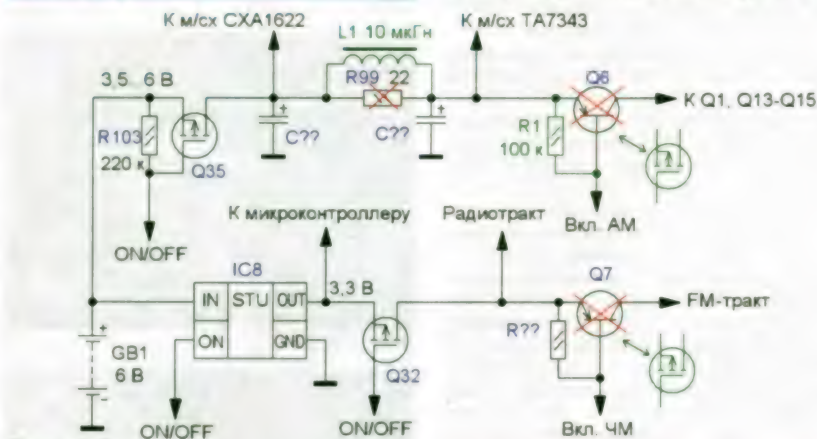 К м/сх CXA1622
К м/сх TA7343
L1 10 мкГн
3,5...6 В
R99 22
Q6
К Q1, Q13-Q15
R103
220 к
Q35
C??
C??
R1
100 к
ON/OFF
К микроконтроллеру
Радиотракт
Вкл. АМ
IC8
3,3 В
Q7
IN
STU
OUT
FM-тракт
ON
GND
R??
GB1
6 В
Q32
ON/OFF
ON/OFF
Вкл. ЧМ